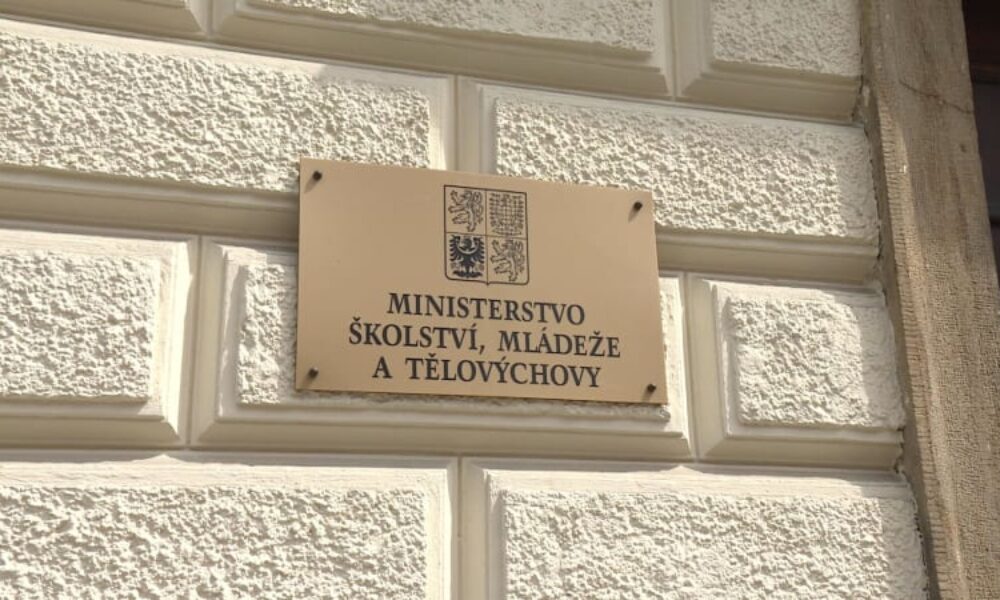 MINISTERSTVO
ŠKOLSTVÍ, MLÁDEŽE
A TĚLOVÝCHOVY